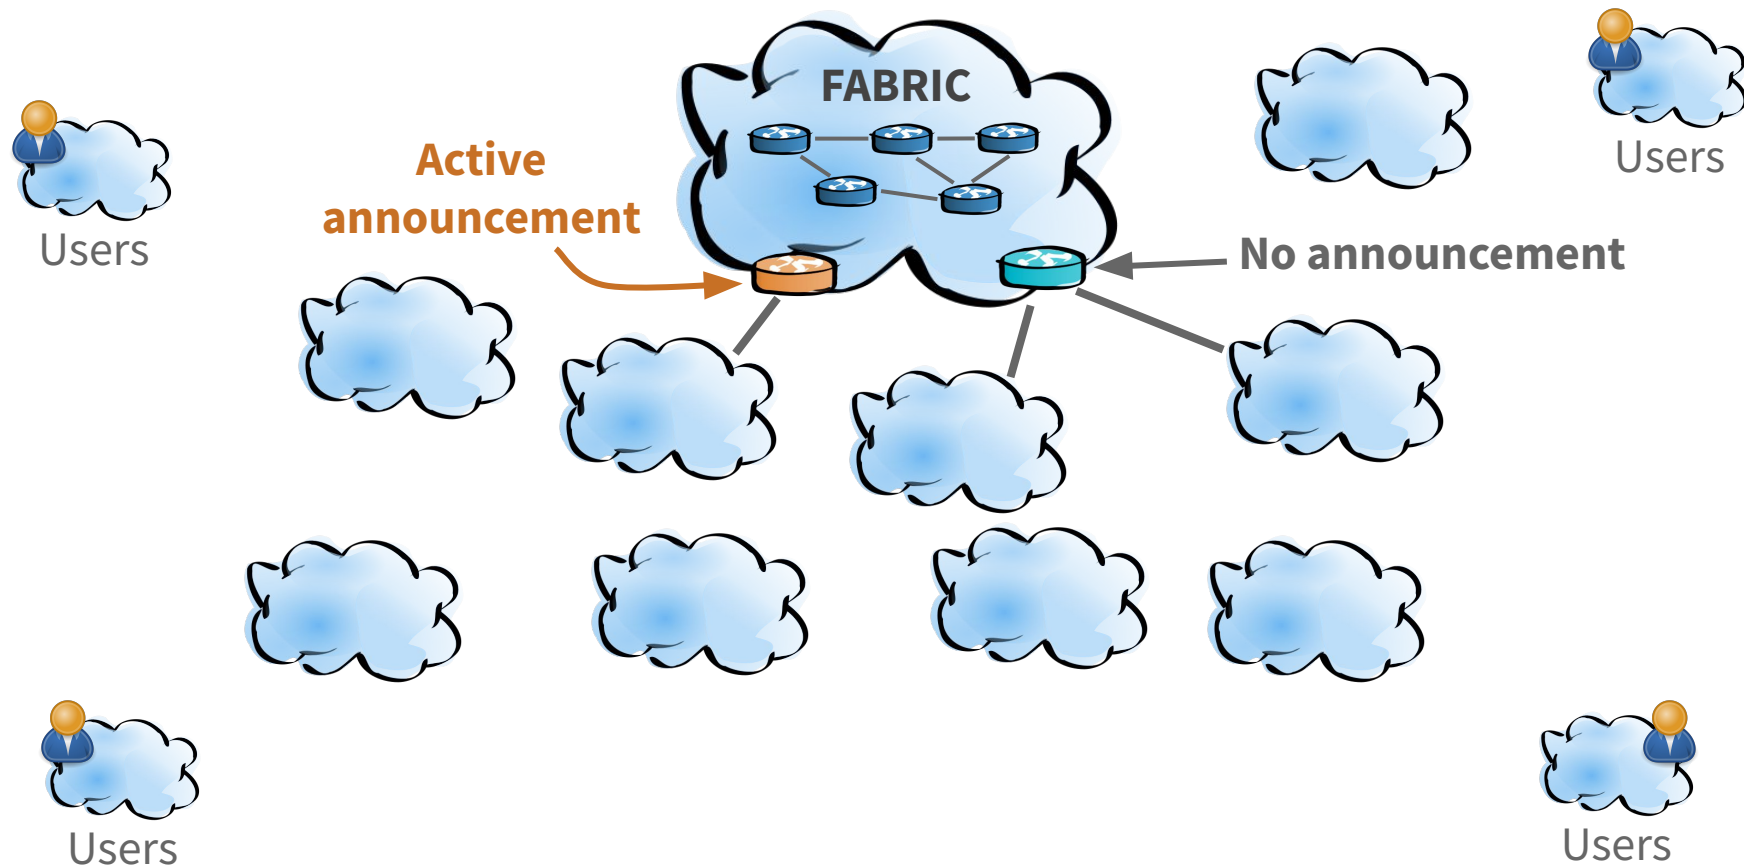 FABRIC
Active
announcement
Users
Users
No announcement
Users
Users